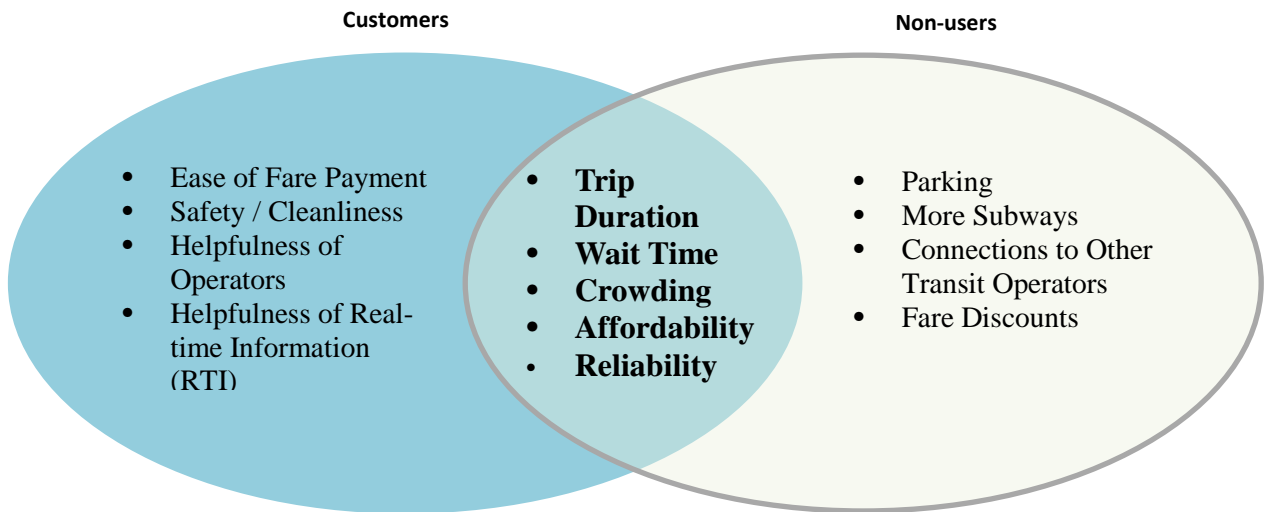 Customers
Non-users
• Ease of Fare Payment
• Safety / Cleanliness
• Helpfulness of
Operators
• Helpfulness of Real-
time Information
(RTI)
• Trip
Duration
• Wait Time
• Crowding
• Affordability
• Reliability
• Parking
• More Subways
• Connections to Other
Transit Operators
• Fare Discounts